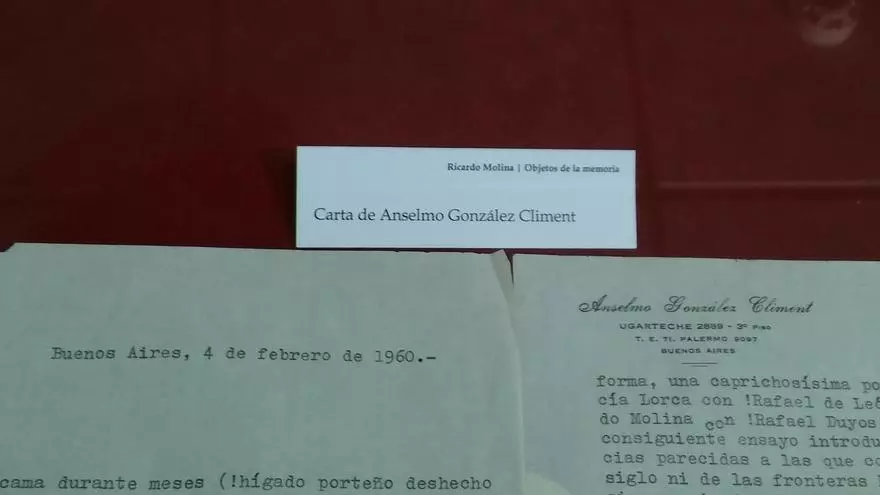 Ricardo Molina | Objetos de la memoria
Carta de Anselmo González Climent
Buenos Aires, 4 de febrero de 1960.-
cama durante meses (!hígado porteño deshecho
Anselmo González Climent
UGARTECHE 2889 - 3º Piso
T. E. 71. PALERMO 9097
BUENOS AIRES
forma, una caprichosísima po
cía Lorca con !Rafael de Le
do Molina con !Rafael Duyos
consiguiente ensayo introdu
cias parecidas a las que co
siglo ni de las fronteras